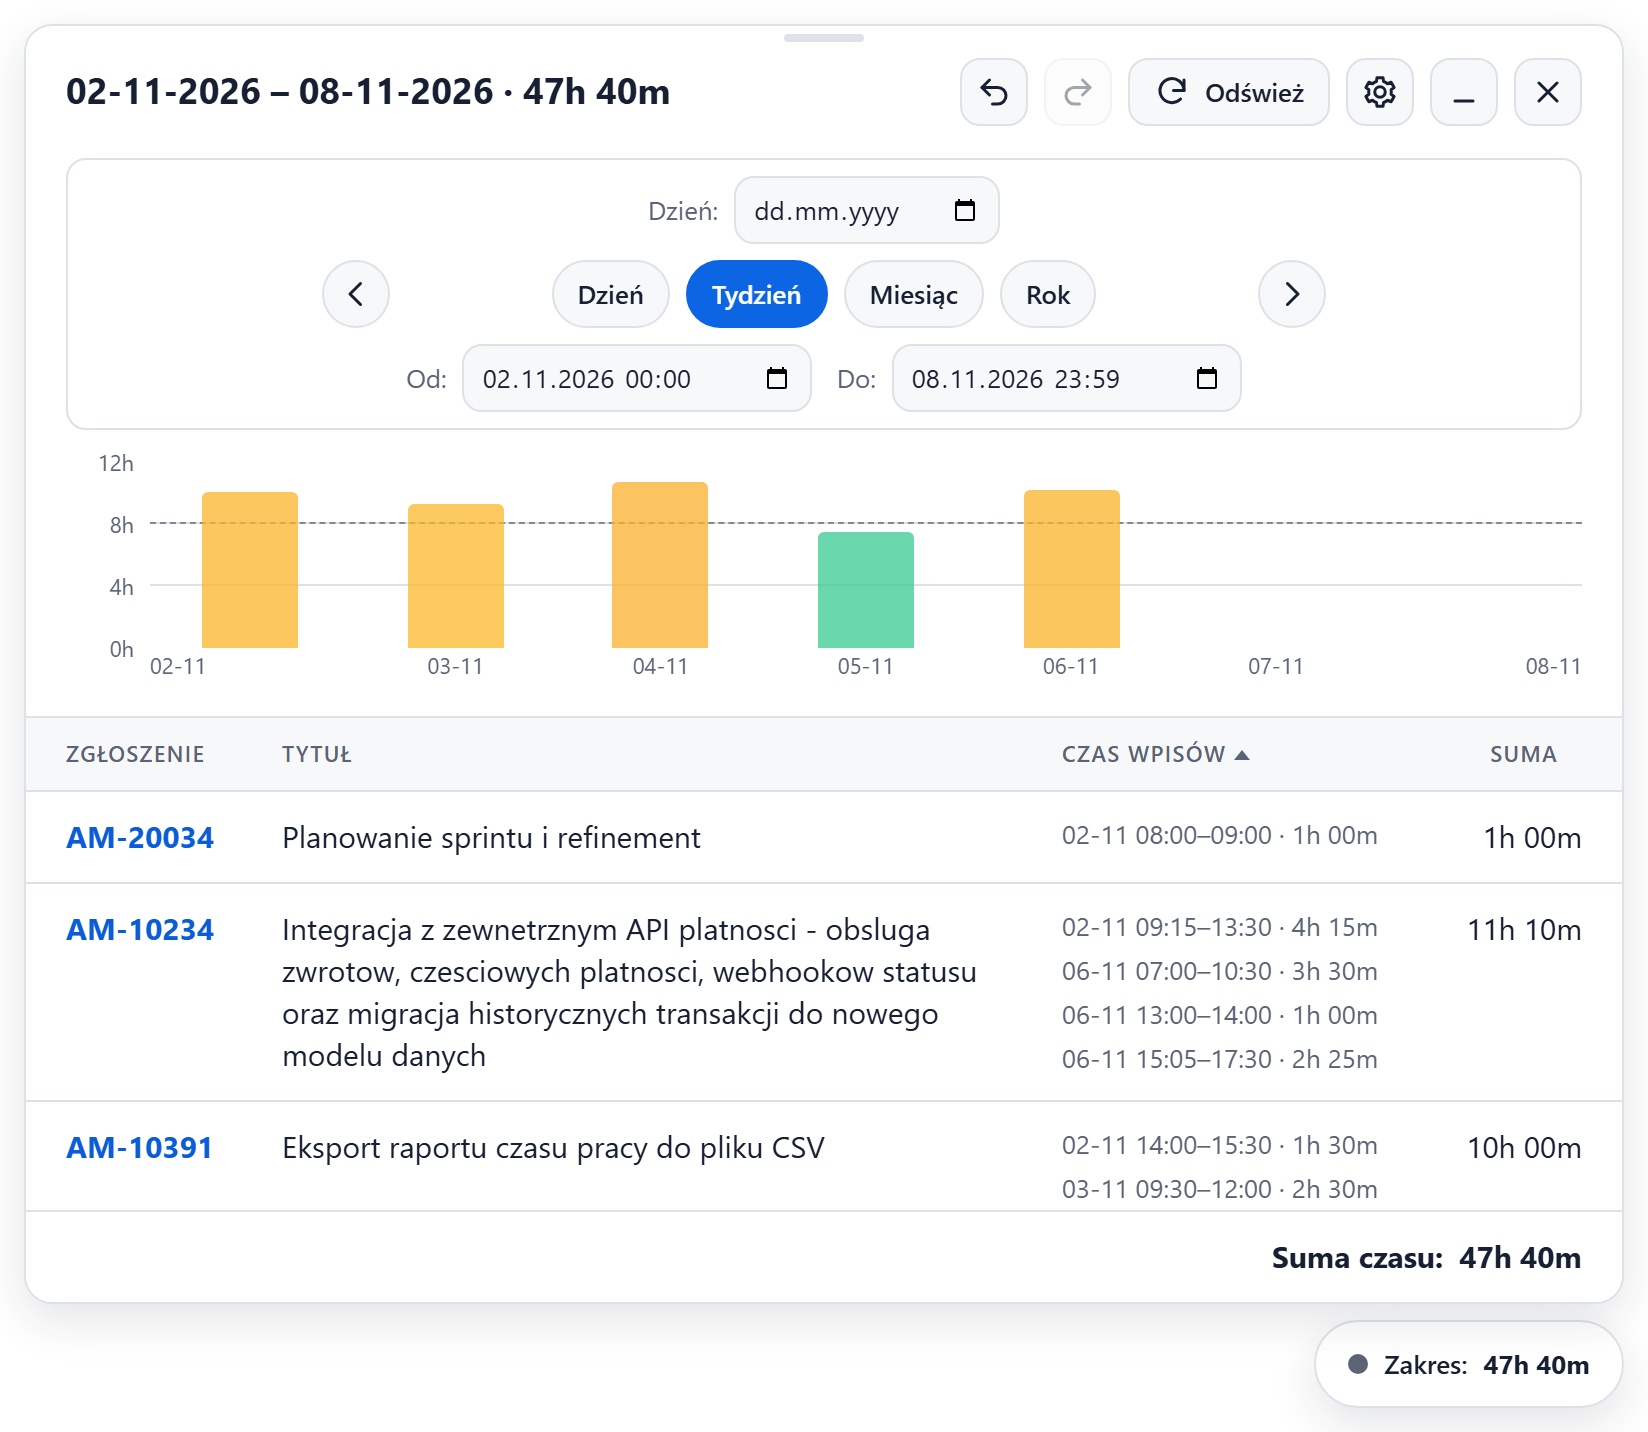 02-11-2026 – 08-11-2026 · 47h 40m
Odśwież
Dzień: dd.mm.yyyy
Dzień Tydzień Miesiąc Rok
Od: 02.11.2026 00:00 Do: 08.11.2026 23:59
12h
8h
4h
0h
02-11 03-11 04-11 05-11 06-11 07-11 08-11
ZGŁOSZENIE TYTUŁ CZAS WPISÓW SUMA
AM-20034 Planowanie sprintu i refinement 02-11 08:00–09:00 · 1h 00m 1h 00m
AM-10234 Integracja z zewnetrznym API platnosci - obsluga 02-11 09:15–13:30 · 4h 15m 11h 10m
zwrotow, czesciowych platnosci, webhookow statusu 06-11 07:00–10:30 · 3h 30m
oraz migracja historycznych transakcji do nowego 06-11 13:00–14:00 · 1h 00m
modelu danych 06-11 15:05–17:30 · 2h 25m
AM-10391 Eksport raportu czasu pracy do pliku CSV 02-11 14:00–15:30 · 1h 30m 10h 00m
03-11 09:30–12:00 · 2h 30m
Suma czasu: 47h 40m
Zakres: 47h 40m